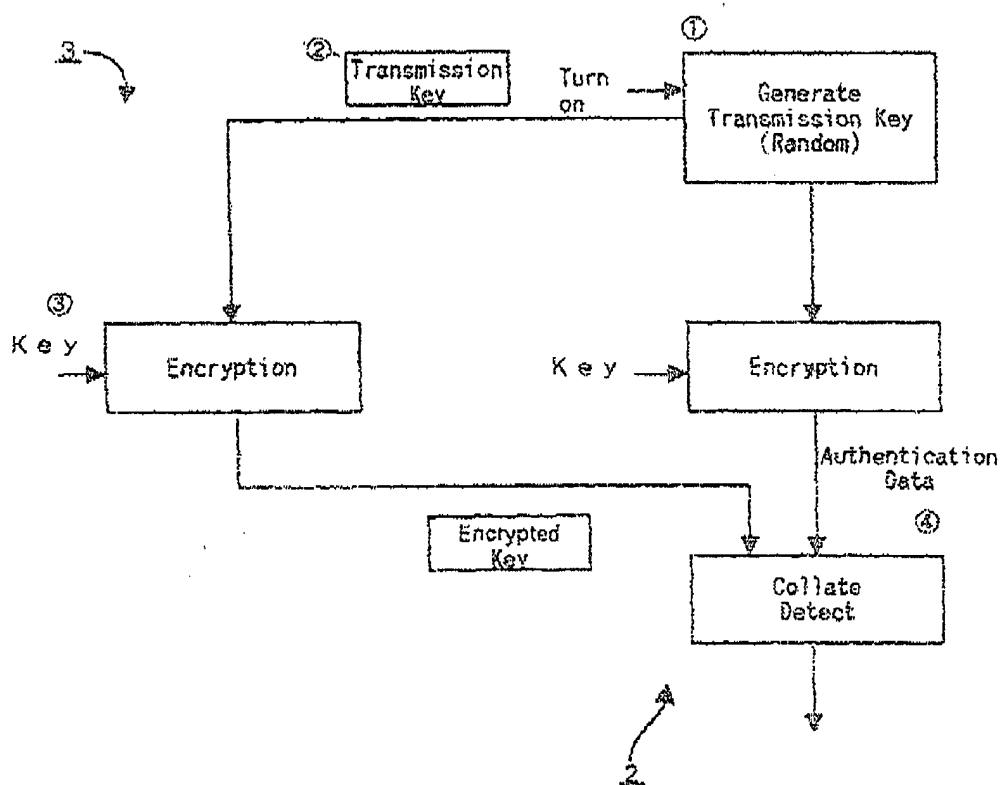 ①
3
②
Transmission
Key
Turn
on
Generate
Transmission Key
(Random)
③
Key
Encryption
Key
Encryption
Authentication
Data
Encrypted
Key
④
Collate
Detect
2